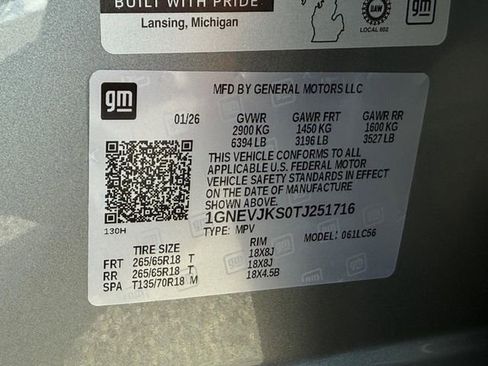 BUILT WITH PRIDE
Lansing, Michigan
UAW
LOCAL 602
gm
gm
MFD BY GENERAL MOTORS LLC
01/26 GVWR GAWR FRT GAWR RR
2900 KG 1450 KG 1600 KG
6394 LB 3196 LB 3527 LB
THIS VEHICLE CONFORMS TO ALL
APPLICABLE U.S. FEDERAL MOTOR
VEHICLE SAFETY STANDARDS IN EFFECT
ON THE DATE OF MANUFACTURE
SHOWN ABOVE.
1GNEVJKS0TJ251716
130H
TYPE: MPV MODEL: 061LC56
TIRE SIZE RIM
FRT 265/65R18 T 18X8J
RR 265/65R18 T 18X8J
SPA T135/70R18 M 18X4.5B